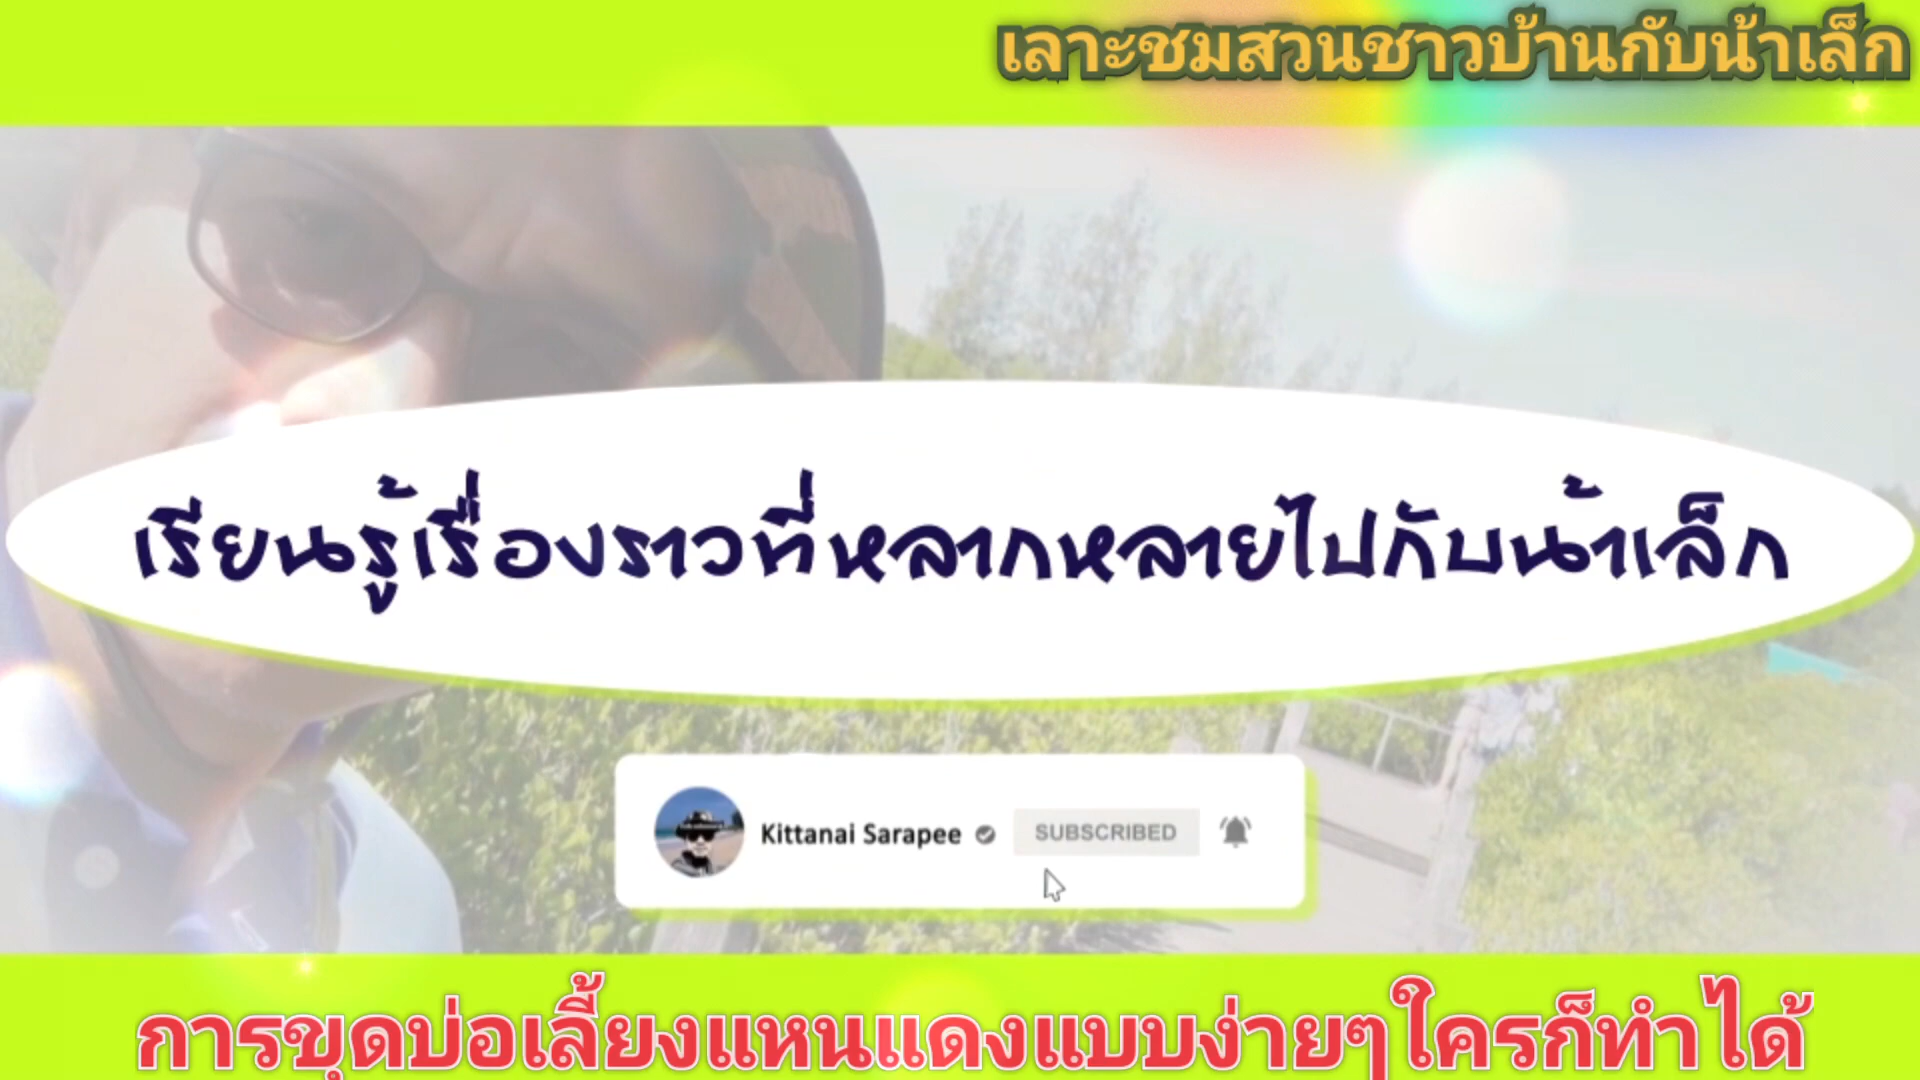 เลาะชมสวนชาวบ้านกับน้าเล็ก
เรียนรู้เรื่องราวที่หลากหลายไปกับน้าเล็ก
Kittanai Sarapee SUBSCRIBED
การขุดบ่อเลี้ยงแหนแดงแบบง่ายๆใครก็ทำได้